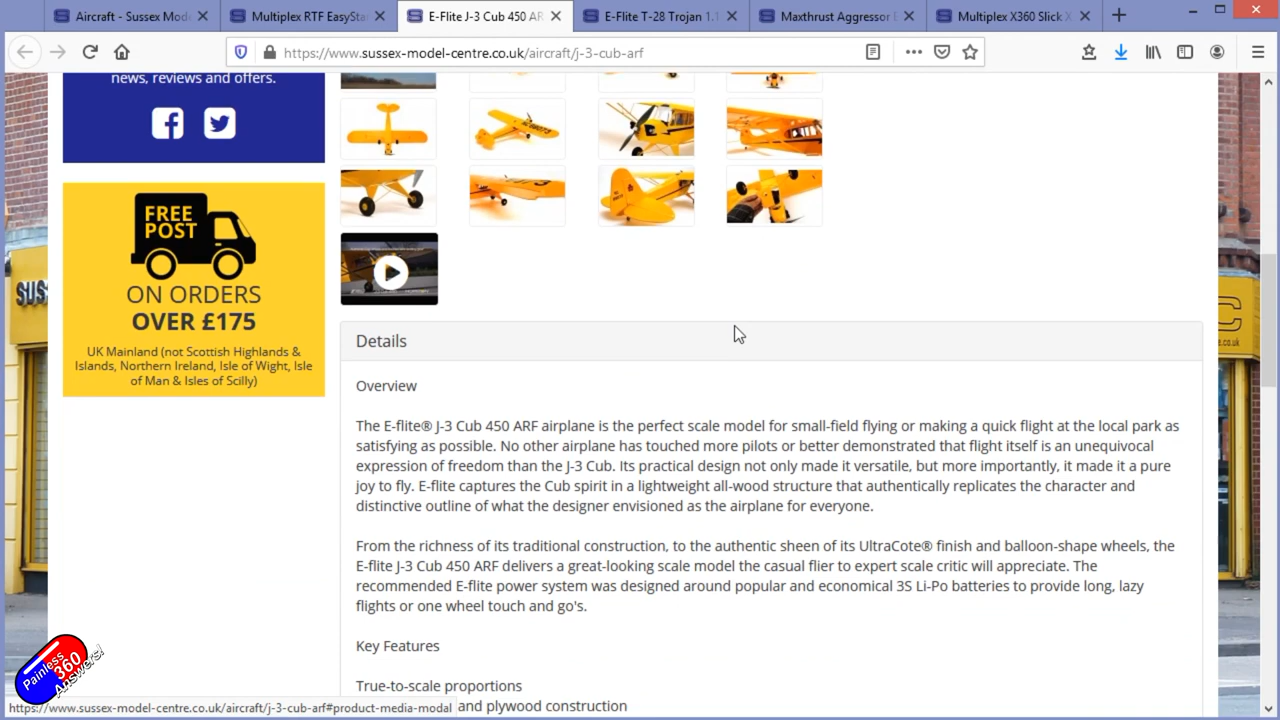 Aircraft - Sussex Mode
Multiplex RTF EasyStar
E-Flite J-3 Cub 450 AR
E-Flite T-28 Trojan 1.1
Maxthrust Aggressor E
Multiplex X360 Slick X
https://www.sussex-model-centre.co.uk/aircraft/j-3-cub-arf
news, reviews and offers.
FREE
POST
ON ORDERS
OVER £175
UK Mainland (not Scottish Highlands &
Islands, Northern Ireland, Isle of Wight, Isle
of Man & Isles of Scilly)
SUS
C
co.uk
Details
Overview
The E-flite® J-3 Cub 450 ARF airplane is the perfect scale model for small-field flying or making a quick flight at the local park as
satisfying as possible. No other airplane has touched more pilots or better demonstrated that flight itself is an unequivocal
expression of freedom than the J-3 Cub. Its practical design not only made it versatile, but more importantly, it made it a pure
joy to fly. E-flite captures the Cub spirit in a lightweight all-wood structure that authentically replicates the character and
distinctive outline of what the designer envisioned as the airplane for everyone.
From the richness of its traditional construction, to the authentic sheen of its UltraCote® finish and balloon-shape wheels, the
E-flite J-3 Cub 450 ARF delivers a great-looking scale model the casual flier to expert scale critic will appreciate. The
recommended E-flite power system was designed around popular and economical 3S Li-Po batteries to provide long, lazy
flights or one wheel touch and go's.
Key Features
True-to-scale proportions
and plywood construction
Painless
360
Answers!
https://www.sussex-model-centre.co.uk/aircraft/j-3-cub-arf#product-media-modal